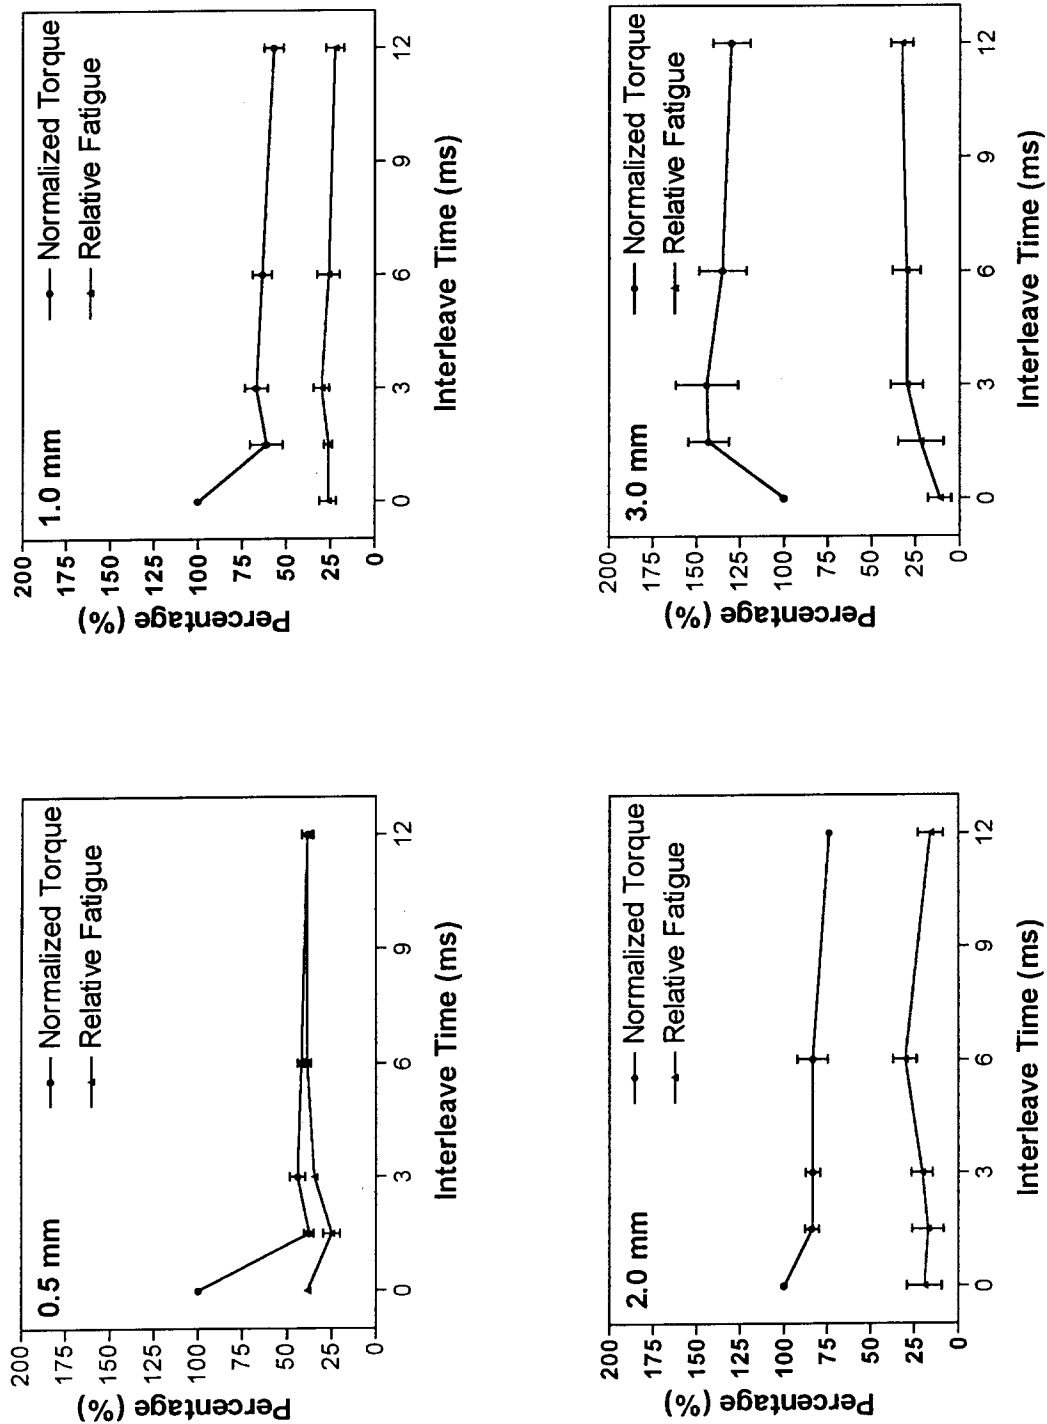 0.5 mm
Normalized Torque
Relative Fatigue
Percentage (%)
200
175
150
125
100
75
50
25
0
0 3 6 9 12
Interleave Time (ms)
1.0 mm
Normalized Torque
Relative Fatigue
Percentage (%)
200
175
150
125
100
75
50
25
0
0 3 6 9 12
Interleave Time (ms)
2.0 mm
Normalized Torque
Relative Fatigue
Percentage (%)
200
175
150
125
100
75
50
25
0
0 3 6 9 12
Interleave Time (ms)
3.0 mm
Normalized Torque
Relative Fatigue
Percentage (%)
200
175
150
125
100
75
50
25
0
0 3 6 9 12
Interleave Time (ms)